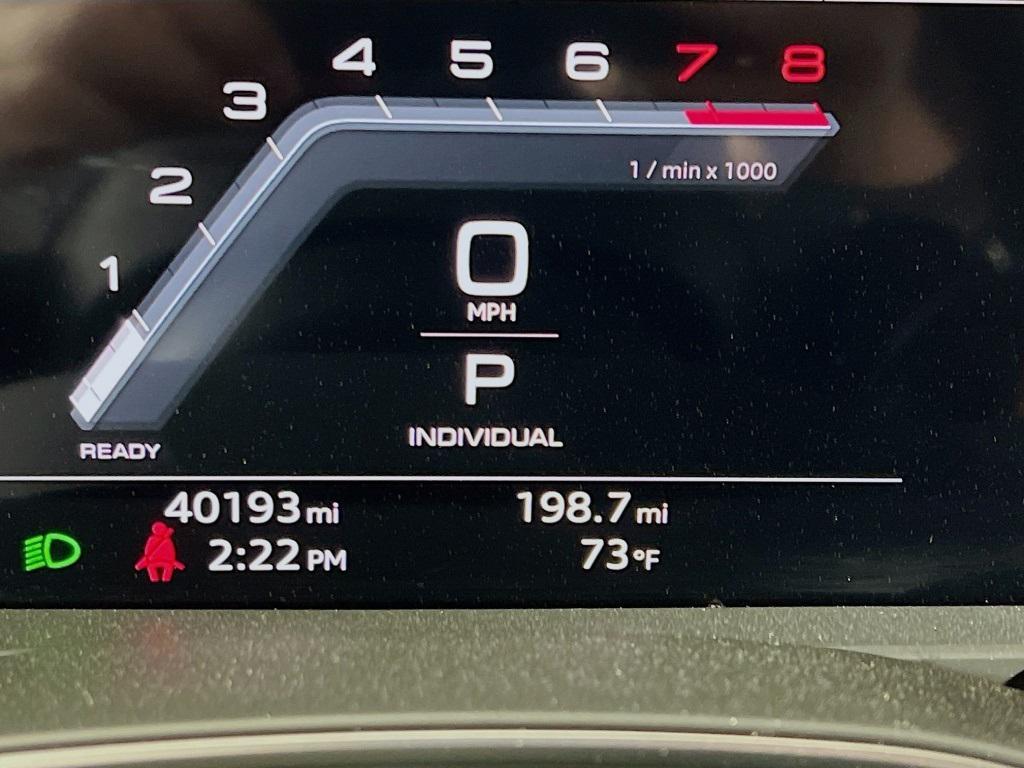 4 5 6 7 8
3
2
1
1 / min x 1000
0
MPH
P
READY
INDIVIDUAL
40193 mi 198.7 mi
2:22 PM 73°F